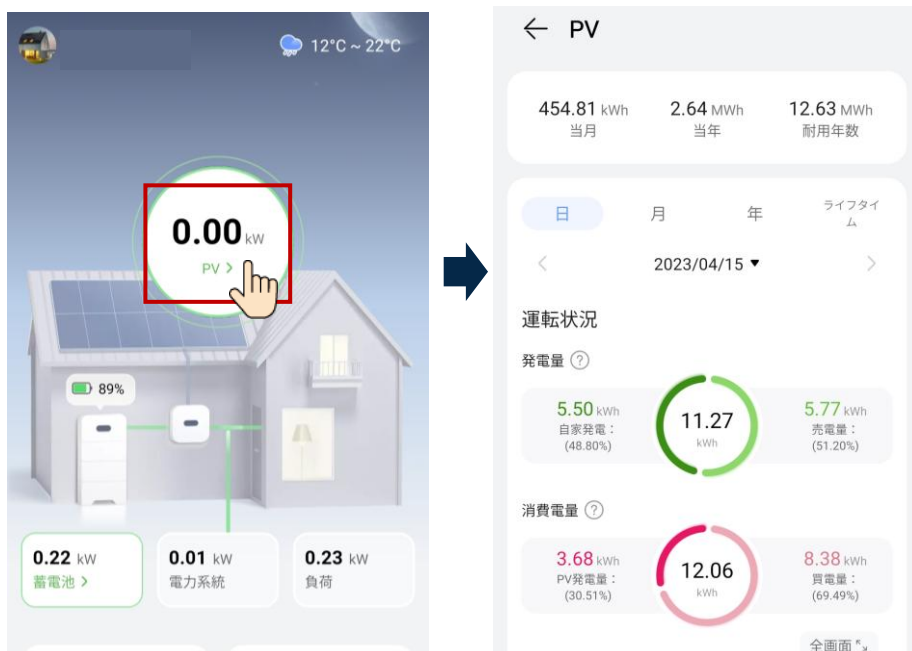 12°C ~ 22°C
0.00 kW
PV >
89%
0.22 kW
蓄電池 >
0.01 kW
電力系統
0.23 kW
負荷
← PV
454.81 kWh
当月
2.64 MWh
当年
12.63 MWh
耐用年数
日
月
年
ライフタイ
ム
< 2023/04/15 ▼ >
運転状況
発電量 ?
5.50 kWh
自家発電：
(48.80%)
11.27
kWh
5.77 kWh
売電量：
(51.20%)
消費電量 ?
3.68 kWh
PV発電量：
(30.51%)
12.06
kWh
8.38 kWh
買電量：
(69.49%)
全画面